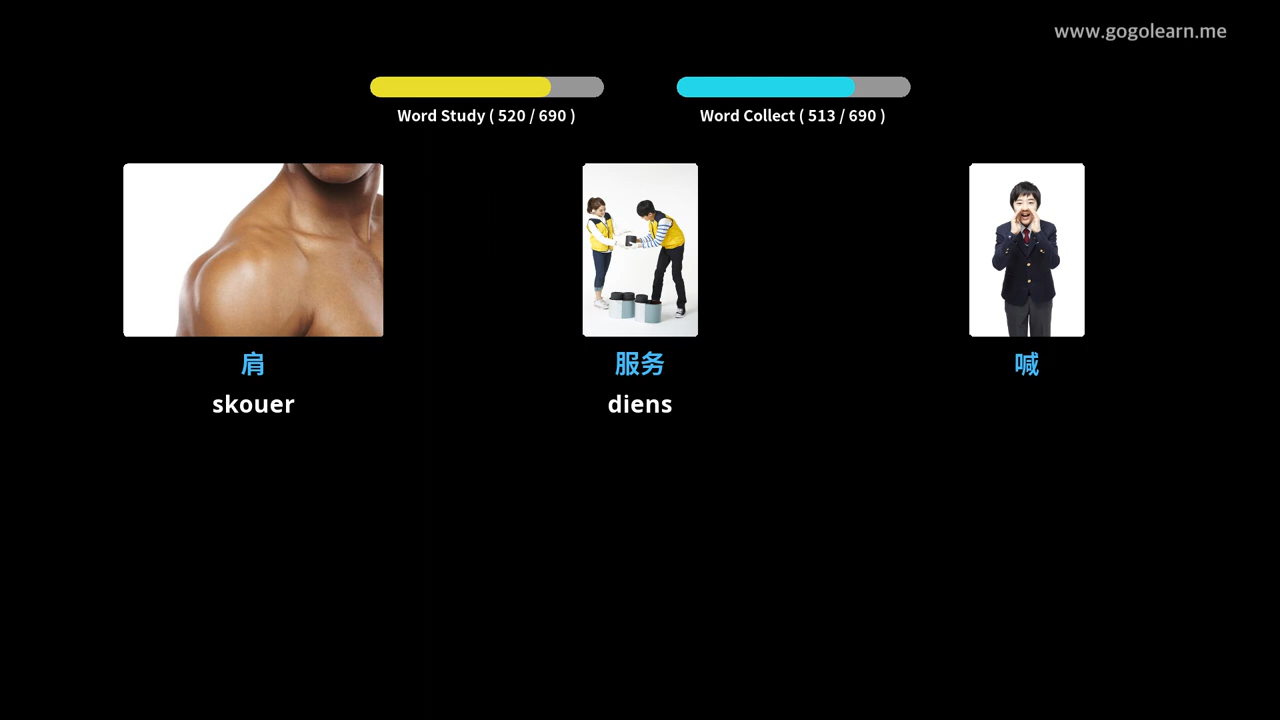 www.gogolearn.me
Word Study ( 520 / 690 )
Word Collect ( 513 / 690 )
肩
服务
喊
skouer
diens